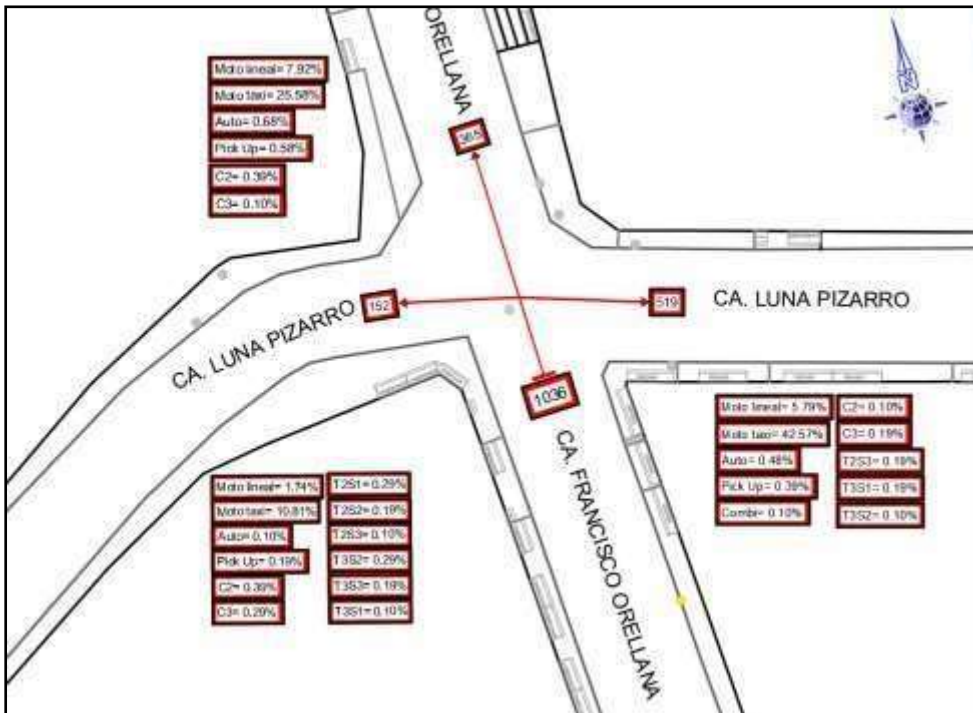 ORELLANA
N
Moto lineal= 7.92%
Moto taxi= 25.58%
Auto= 0.68%
Pick Up= 0.58%
C2= 0.39%
C3= 0.10%
365
152
519
1036
CA. LUNA PIZARRO
CA. LUNA PIZARRO
CA. FRANCISCO ORELLANA
Moto lineal= 5.79%
Moto taxi= 42.57%
Auto= 0.48%
Pick Up= 0.39%
Combi= 0.10%
C2= 0.10%
C3= 0.19%
T2S3= 0.19%
T3S1= 0.19%
T3S2= 0.10%
Moto lineal= 1.74%
Moto taxi= 10.81%
Auto= 0.10%
Pick Up= 0.19%
C2= 0.39%
C3= 0.29%
T2S1= 0.29%
T2S2= 0.19%
T2S3= 0.10%
T3S2= 0.29%
T3S3= 0.19%
T3S1= 0.10%